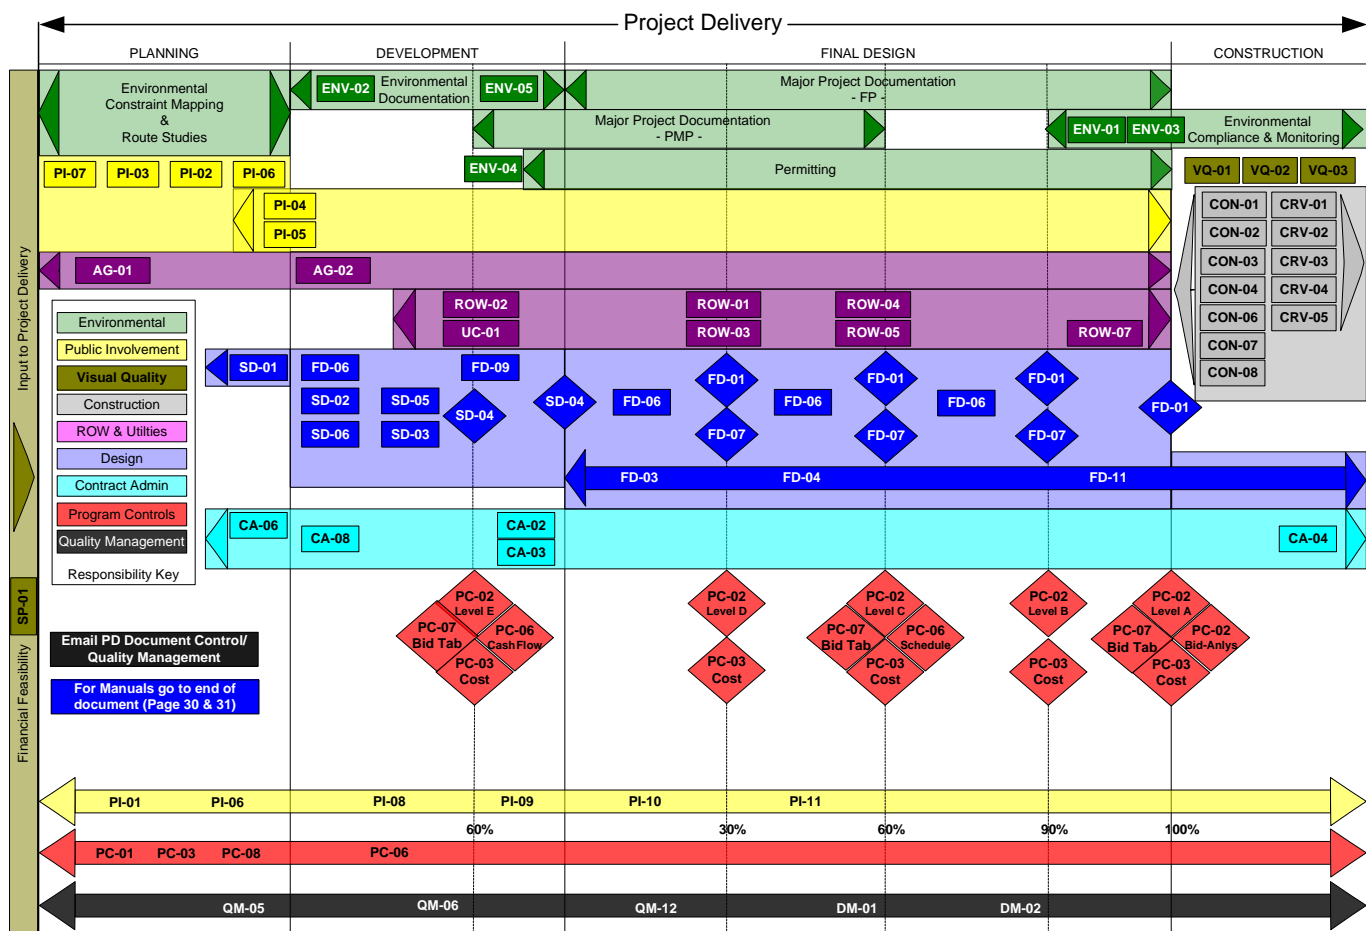 Project Delivery
PLANNING
DEVELOPMENT
FINAL DESIGN
CONSTRUCTION
Environmental
Constraint Mapping
&
Route Studies
ENV-02
Environmental
Documentation
ENV-05
Major Project Documentation
- FP -
Major Project Documentation
- PMP -
ENV-01
ENV-03
Environmental
Compliance & Monitoring
ENV-04
Permitting
PI-07
PI-03
PI-02
PI-06
VQ-01
VQ-02
VQ-03
PI-04
PI-05
CON-01
CRV-01
CON-02
CRV-02
CON-03
CRV-03
CON-04
CRV-04
CON-06
CRV-05
CON-07
CON-08
AG-01
AG-02
ROW-02
ROW-01
ROW-04
UC-01
ROW-03
ROW-05
ROW-07
Input to Project Delivery
Environmental
Public Involvement
Visual Quality
Construction
ROW & Utilties
Design
Contract Admin
Program Controls
Quality Management
Responsibility Key
SD-01
FD-06
FD-09
SD-02
SD-05
SD-04
SD-04
SD-06
SD-03
FD-06
FD-01
FD-07
FD-06
FD-01
FD-07
FD-06
FD-01
FD-07
FD-01
FD-03
FD-04
FD-11
CA-06
CA-08
CA-02
CA-03
CA-04
SP-01
Financial Feasibility
Email PD Document Control/
Quality Management
For Manuals go to end of
document (Page 30 & 31)
PC-02
Level E
PC-07
Bid Tab
PC-06
CashFlow
PC-03
Cost
PC-02
Level D
PC-03
Cost
PC-02
Level C
PC-07
Bid Tab
PC-06
Schedule
PC-03
Cost
PC-02
Level B
PC-03
Cost
PC-02
Level A
PC-07
Bid Tab
PC-02
Bid-Anlys
PC-03
Cost
PI-01
PI-06
PI-08
PI-09
PI-10
PI-11
60%
30%
60%
90%
100%
PC-01
PC-03
PC-08
PC-06
QM-05
QM-06
QM-12
DM-01
DM-02